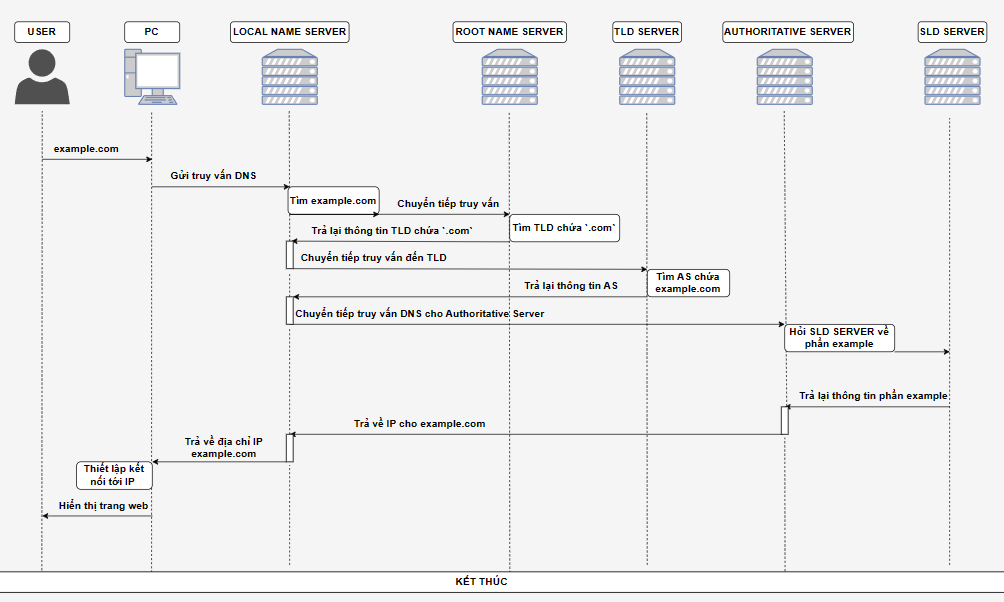 USER
PC
LOCAL NAME SERVER
ROOT NAME SERVER
TLD SERVER
AUTHORITATIVE SERVER
SLD SERVER
example.com
Gửi truy vấn DNS
Tìm example.com
Chuyển tiếp truy vấn
Tìm TLD chứa `.com`
Trả lại thông tin TLD chứa `.com`
Chuyển tiếp truy vấn đến TLD
Tìm AS chứa
example.com
Trả lại thông tin AS
Chuyển tiếp truy vấn DNS cho Authoritative Server
Hỏi SLD SERVER về
phần example
Trả lại thông tin phần example
Trả về IP cho example.com
Trả về địa chỉ IP
example.com
Thiết lập kết
nối tới IP
Hiển thị trang web
KẾT THÚC